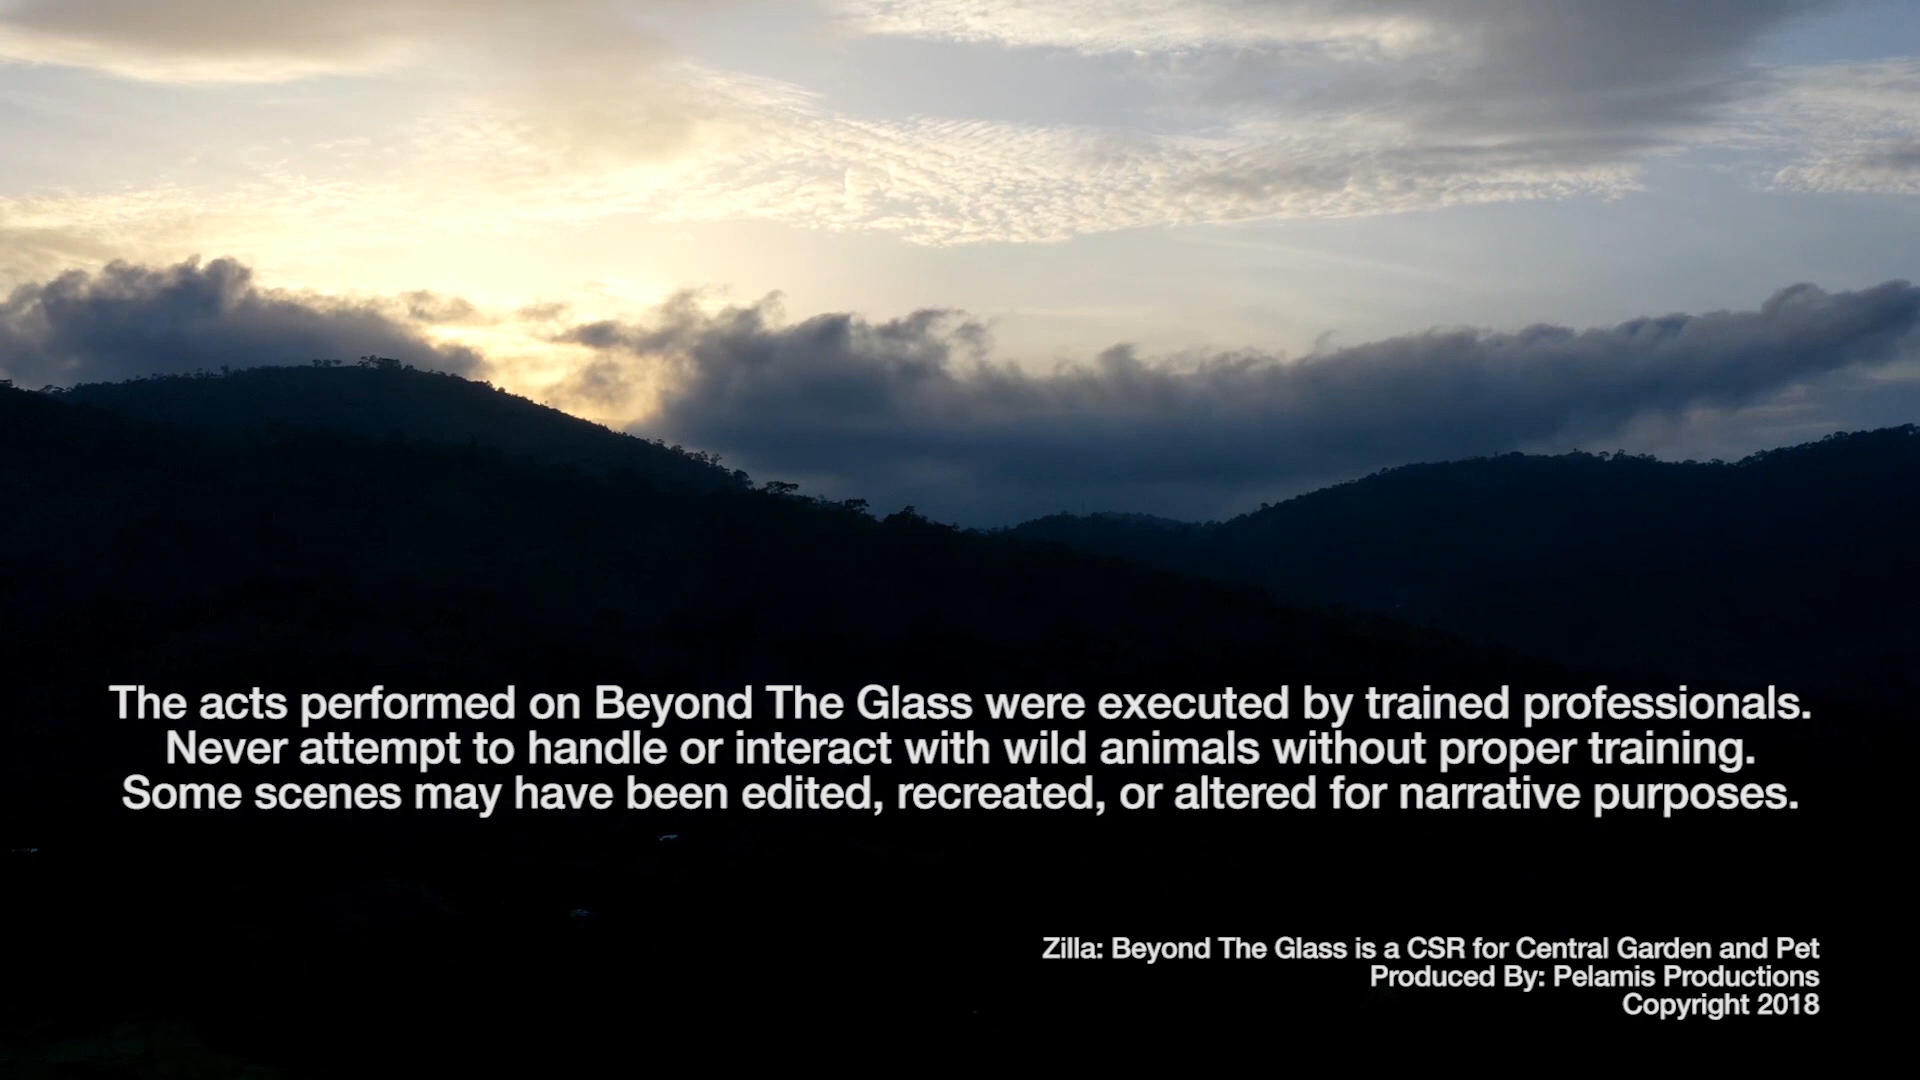 The acts performed on Beyond The Glass were executed by trained professionals.
Never attempt to handle or interact with wild animals without proper training.
Some scenes may have been edited, recreated, or altered for narrative purposes.
Zilla: Beyond The Glass is a CSR for Central Garden and Pet
Produced By: Pelamis Productions
Copyright 2018